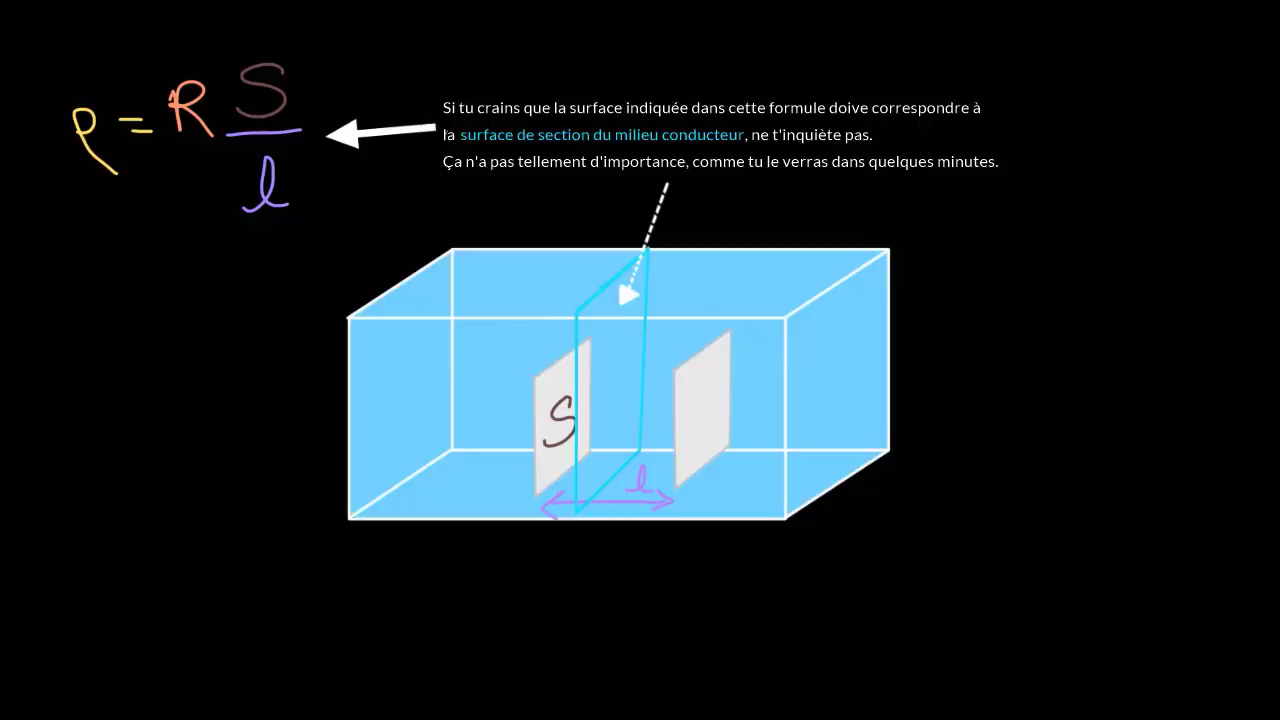 ρ = R S/l
Si tu crains que la surface indiquée dans cette formule doive correspondre à
la surface de section du milieu conducteur, ne t'inquiète pas.
Ça n'a pas tellement d'importance, comme tu le verras dans quelques minutes.
S
l